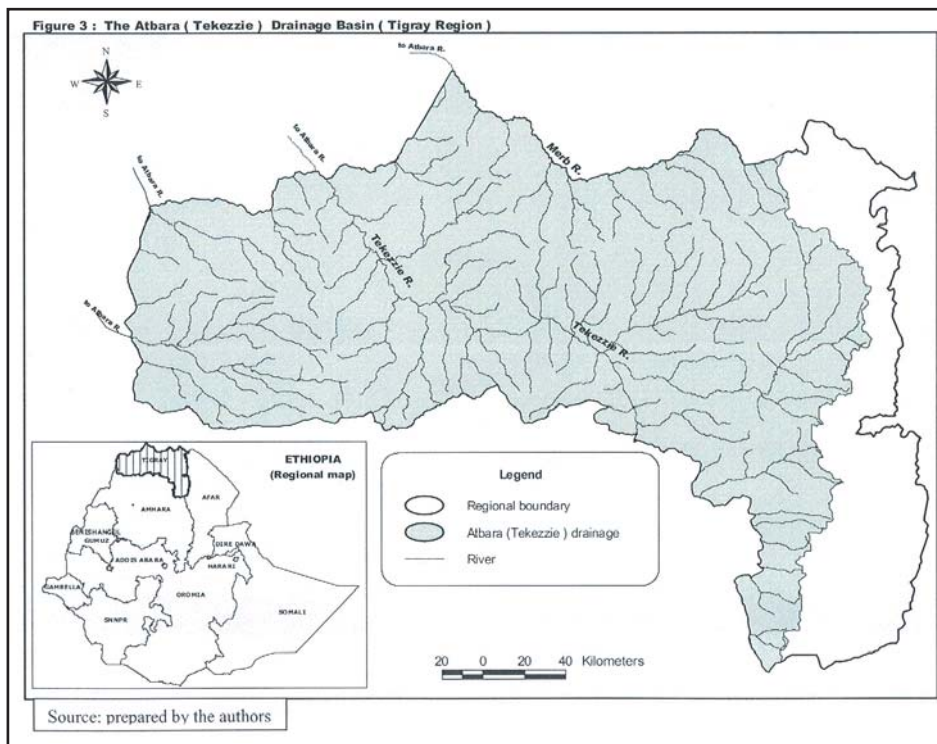 Figure 3 : The Atbara ( Tekezzie ) Drainage Basin ( Tigray Region )
N
W E
S
to Atbara R.
to Atbara R.
to Atbara R.
to Atbara R.
Merb R.
Tekezzie R.
Tekezzie R.
ETHIOPIA
(Regional map)
TIGRAY
AFAR
AMHARA
BENISHANGUL
GUMUZ
DIRE DAWA
HARARI
ADDIS ABABA
GAMBELLA
OROMIA
SOMALI
SNNPR
Legend
Regional boundary
Atbara (Tekezzie ) drainage
River
20 0 20 40 Kilometers
Source: prepared by the authors